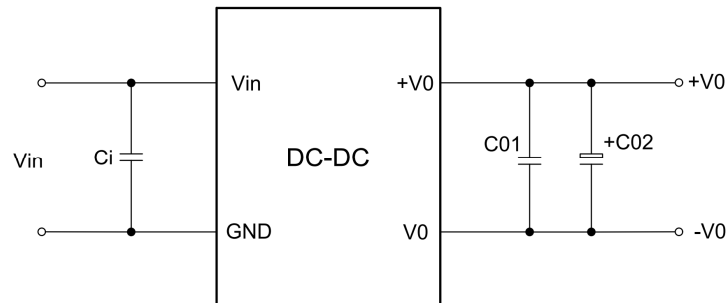 Vin +V0 +V0
C01 +C02
Vin Ci DC-DC
GND V0 -V0